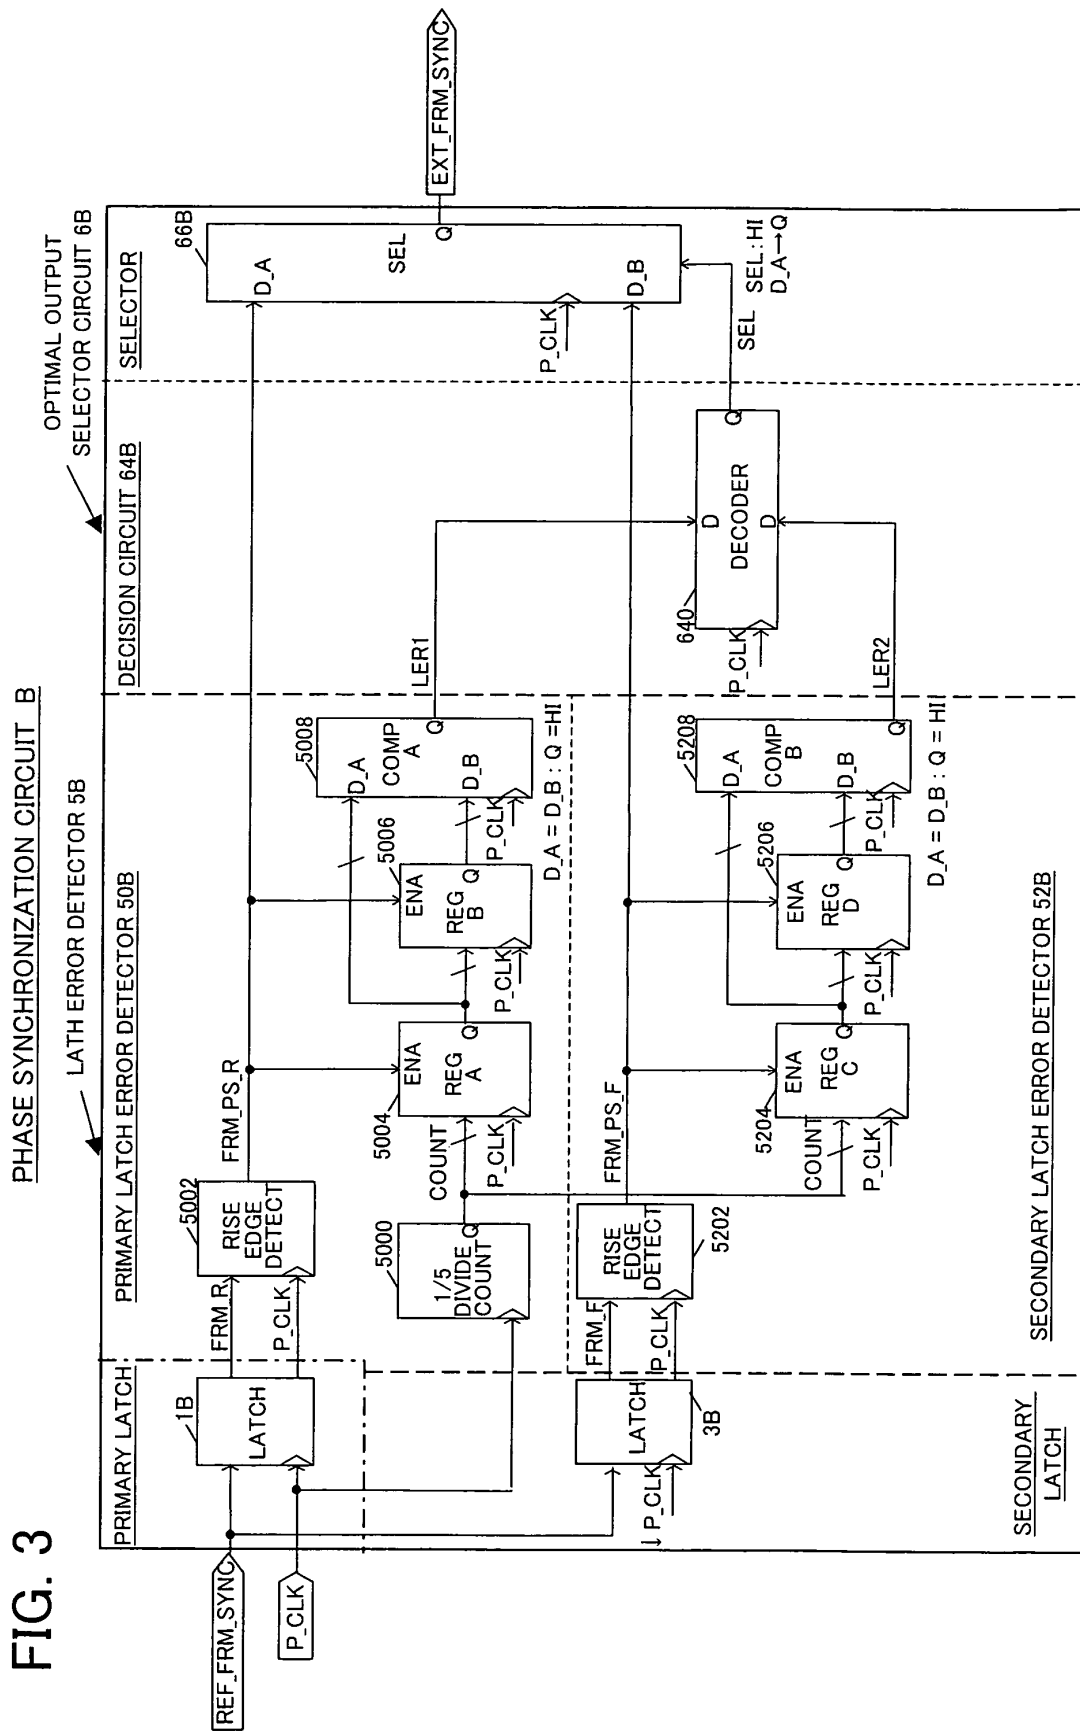 FIG. 3
PHASE SYNCHRONIZATION CIRCUIT B
LATH ERROR DETECTOR 5B
OPTIMAL OUTPUT
SELECTOR CIRCUIT 6B
PRIMARY LATCH
PRIMARY LATCH ERROR DETECTOR 50B
DECISION CIRCUIT 64B
SELECTOR
REF_FRM_SYNC
P_CLK
1B
LATCH
FRM_R
P_CLK
5002
RISE
EDGE
DETECT
FRM_PS_R
5000
1/5
DIVIDE
COUNT
Q
COUNT
P_CLK
5004
ENA
REG
A
Q
P_CLK
5006
ENA
REG
B
Q
P_CLK
5008
D_A
COMP
A
D_B
Q
D_A = D_B : Q =HI
LER1
66B
D_A
SEL
Q
D_B
P_CLK
EXT_FRM_SYNC
640
DECODER
D
D
Q
P_CLK
SEL
SEL : HI
D_A→Q
LER2
↓ P_CLK
LATCH
3B
FRM_F
P_CLK
RISE
EDGE
DETECT
5202
FRM_PS_F
COUNT
P_CLK
5204
ENA
REG
C
Q
P_CLK
5206
ENA
REG
D
Q
P_CLK
5208
D_A
COMP
B
D_B
Q
D_A = D_B : Q = HI
SECONDARY
LATCH
SECONDARY LATCH ERROR DETECTOR 52B